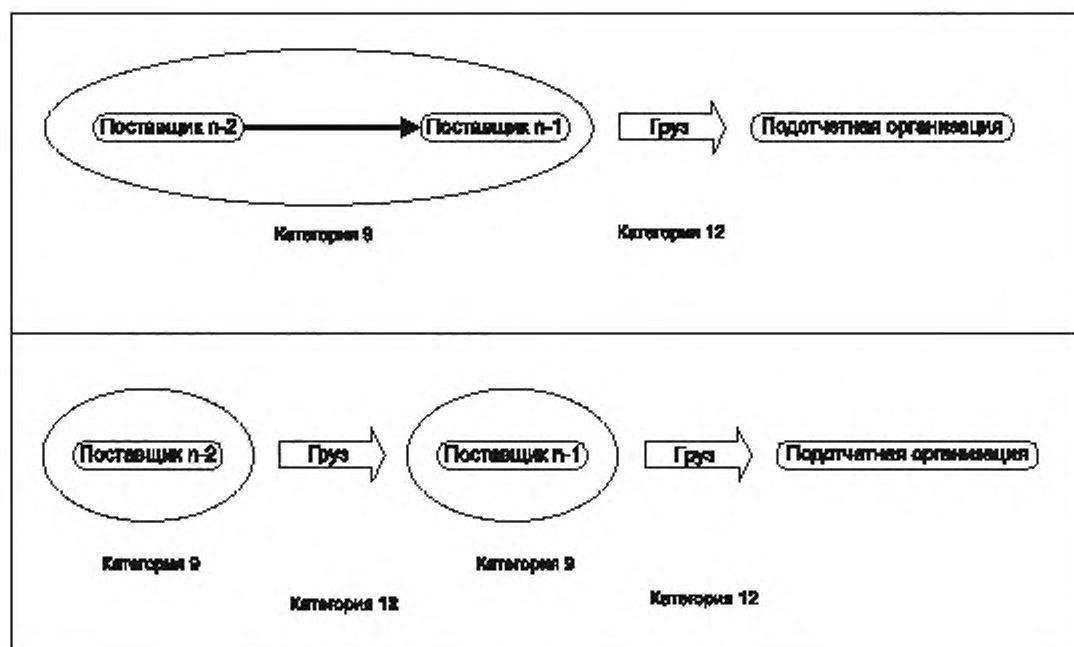 Поставщик n-2 Поставщик n-1 Груз Подотчетная организация
Категория 9 Категория 12
Поставщик n-2 Груз Поставщик n-1 Груз Подотчетная организация
Категория 9 Категория 9
Категория 12 Категория 12